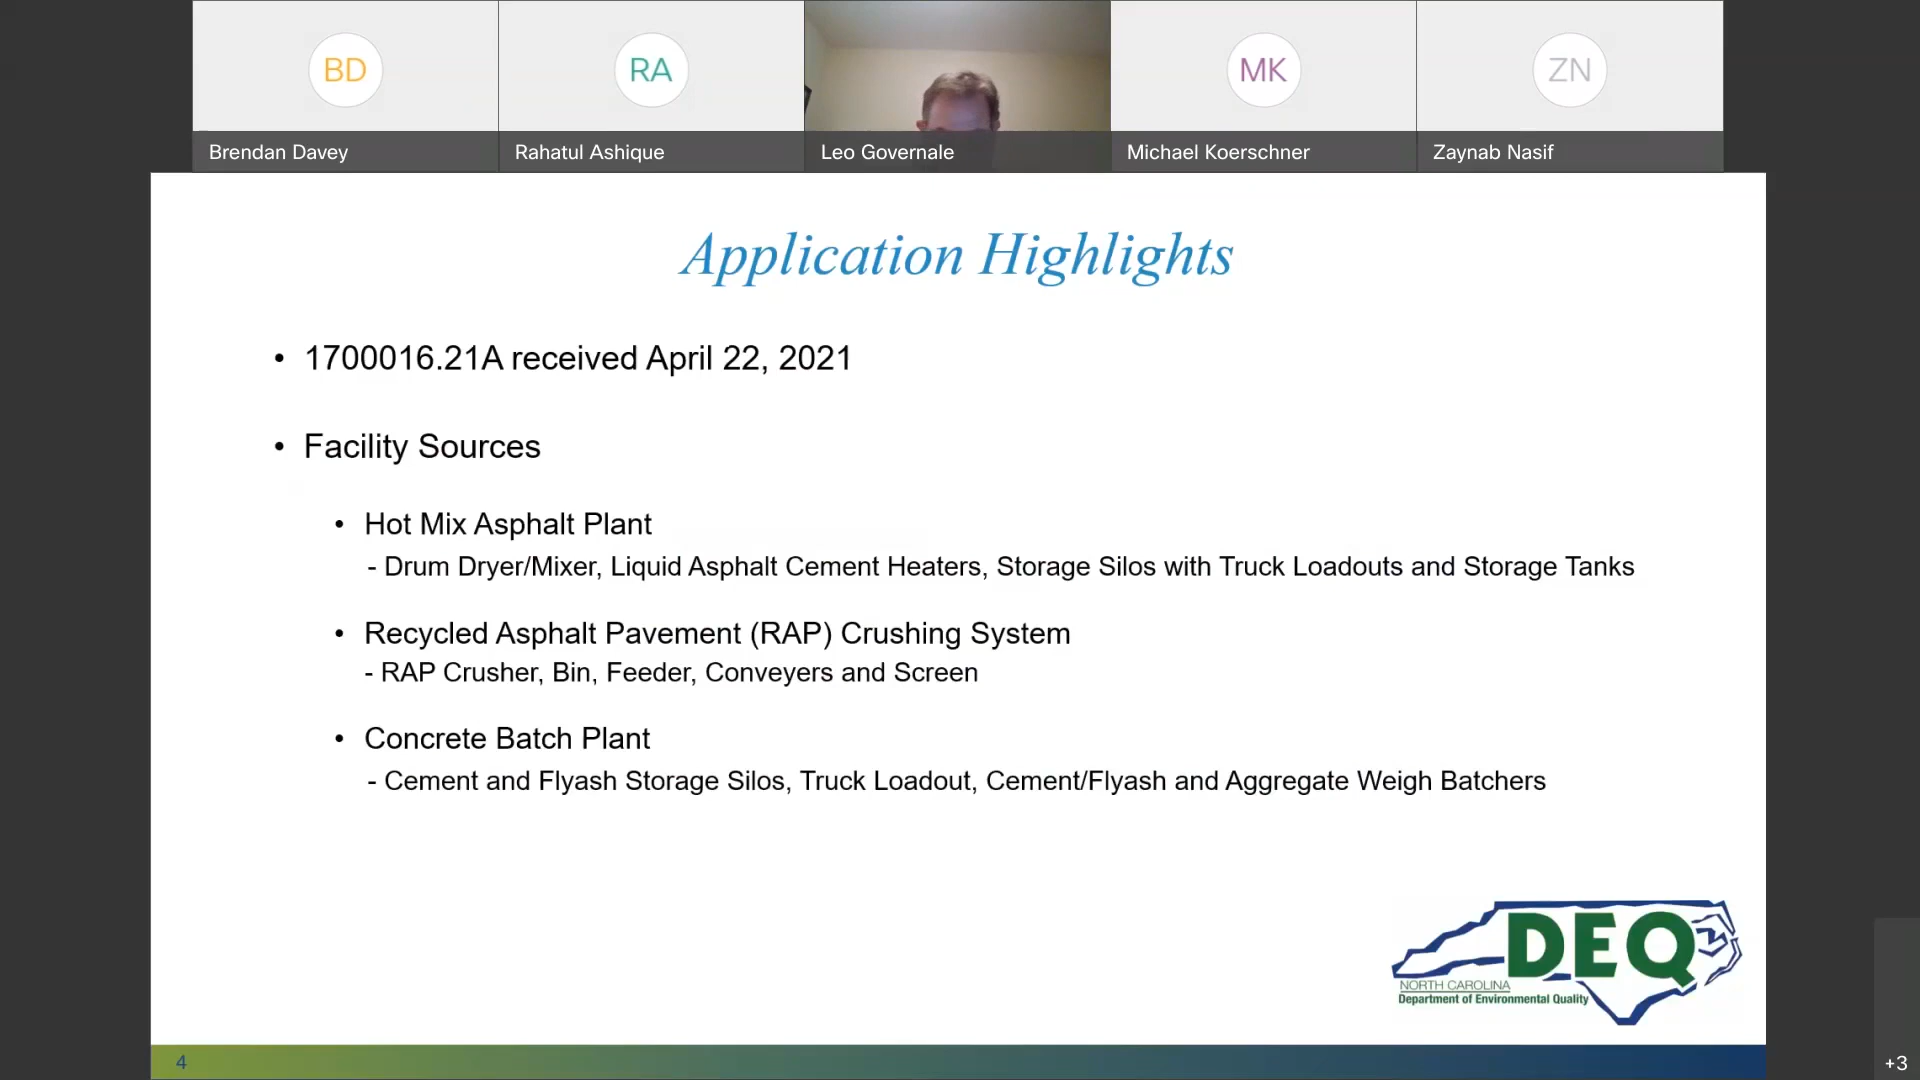 BD
RA
MK
ZN
Brendan Davey
Rahatul Ashique
Leo Governale
Michael Koerschner
Zaynab Nasif
Application Highlights
• 1700016.21A received April 22, 2021
• Facility Sources
• Hot Mix Asphalt Plant
- Drum Dryer/Mixer, Liquid Asphalt Cement Heaters, Storage Silos with Truck Loadouts and Storage Tanks
• Recycled Asphalt Pavement (RAP) Crushing System
- RAP Crusher, Bin, Feeder, Conveyers and Screen
• Concrete Batch Plant
- Cement and Flyash Storage Silos, Truck Loadout, Cement/Flyash and Aggregate Weigh Batchers
DEQ
NORTH CAROLINA
Department of Environmental Quality
4
+3